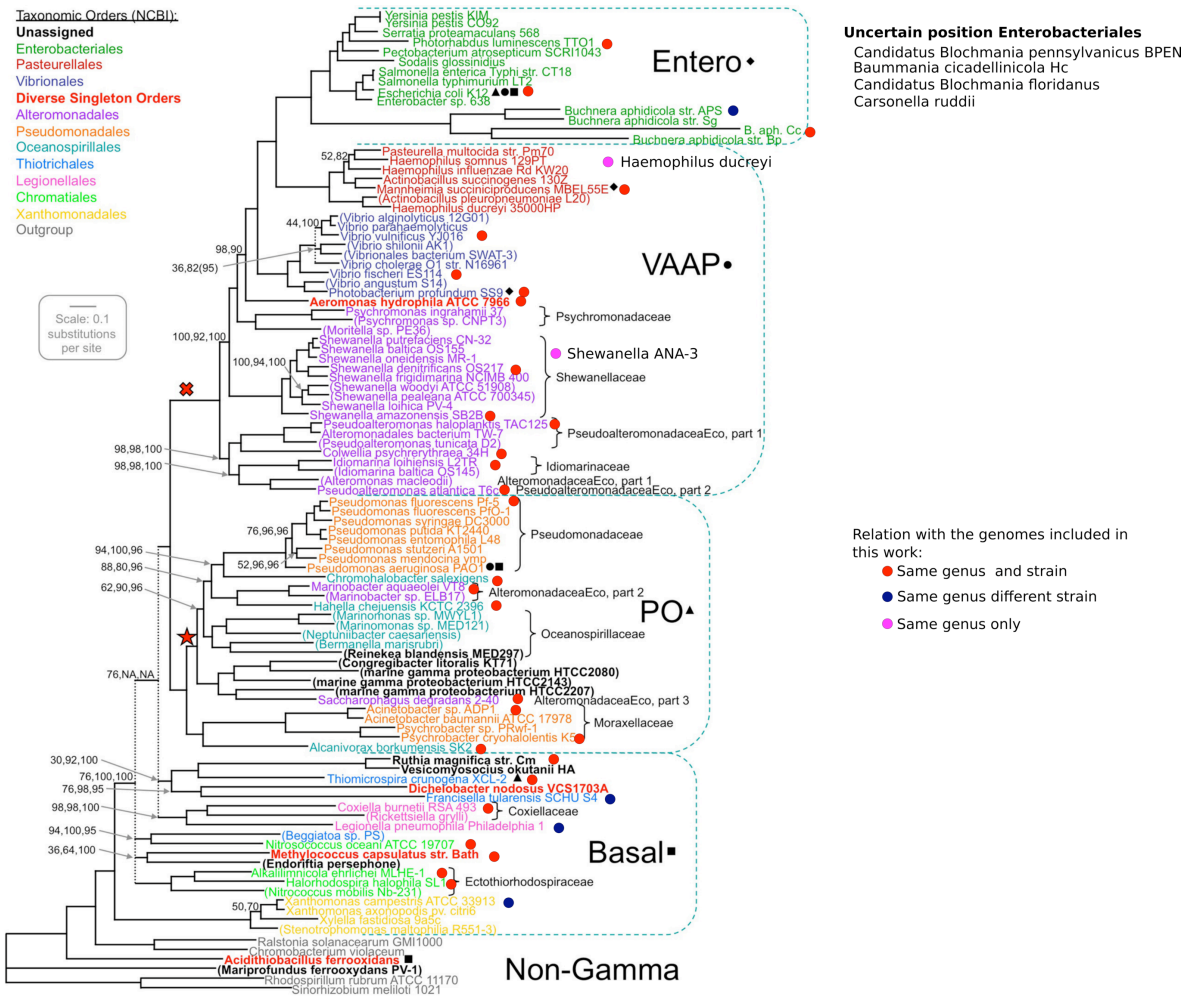 Taxonomic Orders (NCBI):
Unassigned
Enterobacteriales
Pasteurellales
Vibrionales
Diverse Singleton Orders
Alteromonadales
Pseudomonadales
Oceanospirillales
Thiotrichales
Legionellales
Chromatiales
Xanthomonadales
Outgroup
Scale: 0.1
substitutions
per site
Yersinia pestis KIM
Yersinia pestis CO92
Serratia proteamaculans 568
Photorhabdus luminescens TTO1
Pectobacterium atrosepticum SCRI1043
Sodalis glossinidius
Salmonella enterica Typhi str. CT18
Salmonella typhimurium LT2
Escherichia coli K12
Enterobacter sp. 638
Buchnera aphidicola str. APS
Buchnera aphidicola str. Sg
B. aph. Cc
Buchnera aphidicola str. Bp
Entero
Uncertain position Enterobacteriales
Candidatus Blochmania pennsylvanicus BPEN
Baummania cicadellinicola Hc
Candidatus Blochmania floridanus
Carsonella ruddii
52,82
Pasteurella multocida str. Pm70
Haemophilus somnus 129PT
Haemophilus influenzae Rd KW20
Actinobacillus succinogenes 130Z
Mannheimia succiniciproducens MBEL55E
(Actinobacillus pleuropneumoniae L20)
Haemophilus ducreyi 35000HP
Haemophilus ducreyi
44,100
98,90
36,82(95)
(Vibrio alginolyticus 12G01)
Vibrio parahaemolyticus
Vibrio vulnificus YJ016
(Vibrio shilonii AK1)
(Vibrionales bacterium SWAT-3)
Vibrio cholerae O1 str. N16961
Vibrio fischeri ES114
(Vibrio angustum S14)
Photobacterium profundum SS9
Aeromonas hydrophila ATCC 7966
VAAP
Psychromonas ingrahamii 37
(Psychromonas sp. CNPT3)
(Moritella sp. PE36)
Psychromonadaceae
100,92,100
100,94,100
Shewanella putrefaciens CN-32
Shewanella baltica OS155
Shewanella oneidensis MR-1
Shewanella denitrificans OS217
Shewanella frigidimarina NCIMB 400
(Shewanella woodyi ATCC 51908)
(Shewanella pealeana ATCC 700345)
Shewanella loihica PV-4
Shewanella amazonensis SB2B
Shewanella ANA-3
Shewanellaceae
Pseudoalteromonas haloplanktis TAC125
Alteromonadales bacterium TW-7
(Pseudoalteromonas tunicata D2)
PseudoalteromonadaceaEco, part 1
98,98,100
98,98,100
Colwellia psychrerythraea 34H
Idiomarina loihiensis L2TR
(Idiomarina baltica OS145)
Idiomarinaceae
(Alteromonas macleodii)
AlteromonadaceaEco, part 1
Pseudoalteromonas atlantica T6c
PseudoalteromonadaceaEco, part 2
Pseudomonas fluorescens Pf-5
Pseudomonas fluorescens PfO-1
Pseudomonas syringae DC3000
Pseudomonas putida KT2440
Pseudomonas entomophila L48
Pseudomonas stutzeri A1501
Pseudomonas mendocina ymp
Pseudomonas aeruginosa PAO1
Pseudomonadaceae
76,96,96
52,96,96
94,100,96
88,80,96
62,90,96
Chromohalobacter salexigens
Marinobacter aquaeolei VT8
(Marinobacter sp. ELB17)
AlteromonadaceaEco, part 2
Hahella chejuensis KCTC 2396
(Marinomonas sp. MWYL1)
(Marinomonas sp. MED121)
(Neptuniibacter caesariensis)
(Bermanella marisrubri)
(Reinekea blandensis MED297)
Oceanospirillaceae
PO
(Congregibacter litoralis KT71)
(marine gamma proteobacterium HTCC2080)
(marine gamma proteobacterium HTCC2143)
(marine gamma proteobacterium HTCC2207)
76,NA,NA
Saccharophagus degradans 2-40
AlteromonadaceaEco, part 3
Acinetobacter sp. ADP1
Acinetobacter baumannii ATCC 17978
Psychrobacter sp. PRwf-1
Psychrobacter cryohalolentis K5
Moraxellaceae
Alcanivorax borkumensis SK2
Relation with the genomes included in
this work:
Same genus and strain
Same genus different strain
Same genus only
30,92,100
76,100,100
76,98,95
98,98,100
94,100,95
36,64,100
Ruthia magnifica str. Cm
Vesicomyosocius okutanii HA
Thiomicrospira crunogena XCL-2
Dichelobacter nodosus VCS1703A
Francisella tularensis SCHU S4
Coxiella burnetii RSA 493
(Rickettsiella grylli)
Coxiellaceae
Legionella pneumophila Philadelphia 1
(Beggiatoa sp. PS)
Nitrosococcus oceani ATCC 19707
Methylococcus capsulatus str. Bath
(Endoriftia persephone)
Basal
Alkalilimnicola ehrlichei MLHE-1
Halorhodospira halophila SL1
(Nitrococcus mobilis Nb-231)
Ectothiorhodospiraceae
50,70
Xanthomonas campestris ATCC 33913
Xanthomonas axonopodis pv. citri6
Xylella fastidiosa 9a5c
(Stenotrophomonas maltophilia R551-3)
Ralstonia solanacearum GMI1000
Chromobacterium violaceum
Acidithiobacillus ferrooxidans
(Mariprofundus ferrooxydans PV-1)
Rhodospirillum rubrum ATCC 11170
Sinorhizobium meliloti 1021
Non-Gamma